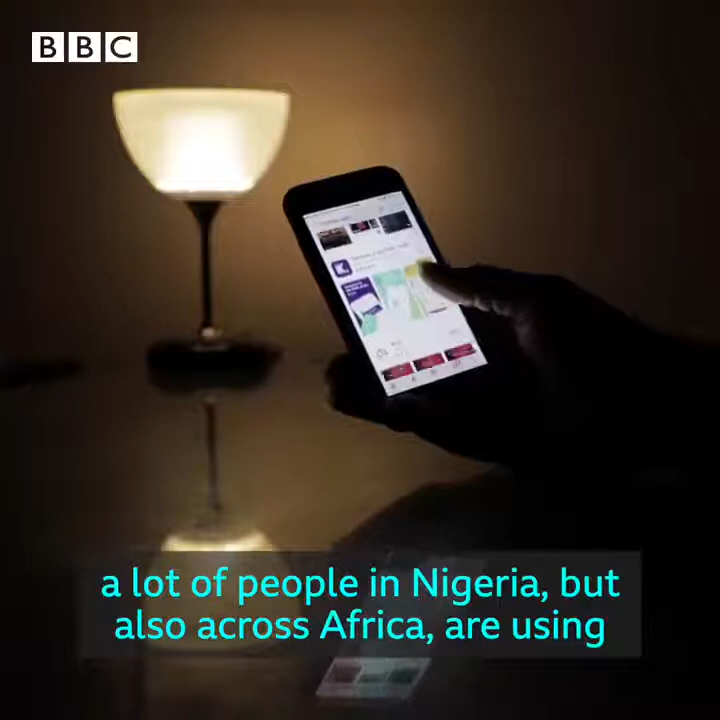 BBC
a lot of people in Nigeria, but
also across Africa, are using